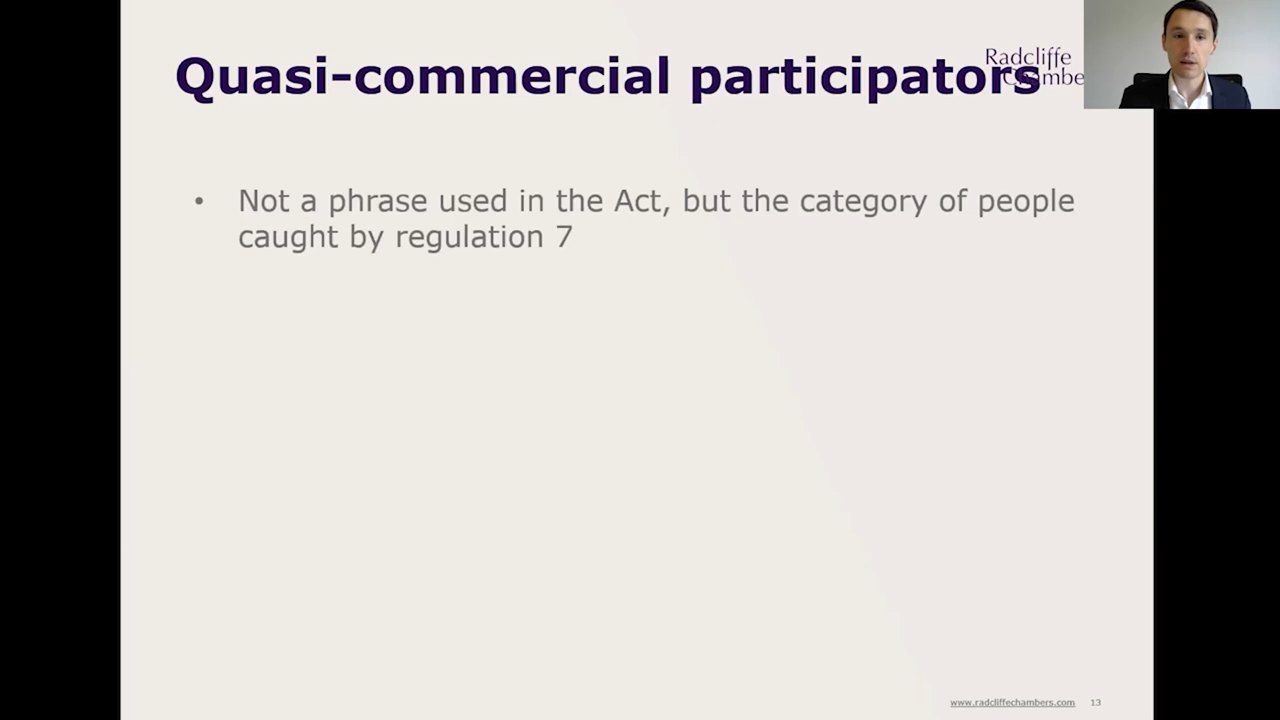 Quasi-commercial participators
Radcliffe
Chambe
• Not a phrase used in the Act, but the category of people
caught by regulation 7
www.radcliffechambers.com 13